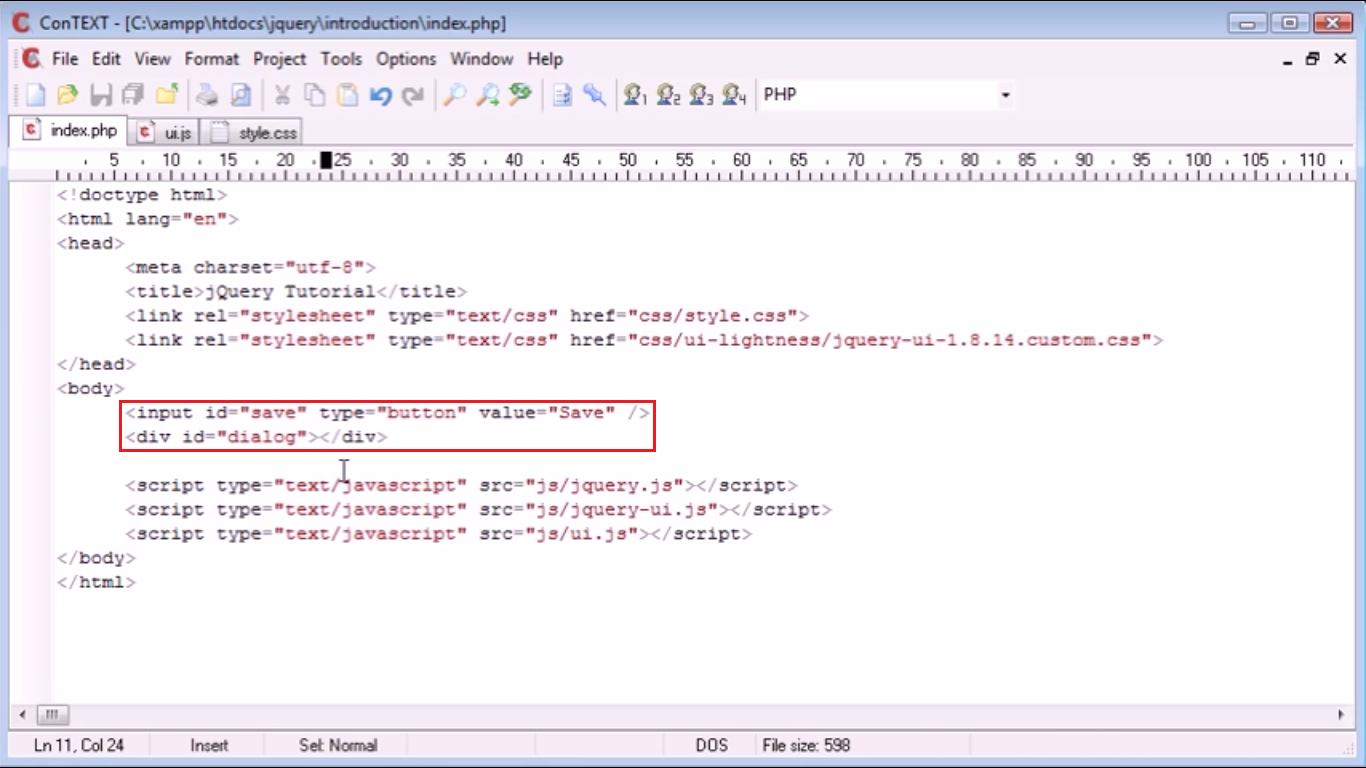 ConTEXT - [C:\xampp\htdocs\jquery\introduction\index.php]
File Edit View Format Project Tools Options Window Help
1 2 3 4 PHP
index.php ui.js style.css
5 10 15 20 25 30 35 40 45 50 55 60 65 70 75 80 85 90 95 100 105 110
<!doctype html>
<html lang="en">
<head>
<meta charset="utf-8">
<title>jQuery Tutorial</title>
<link rel="stylesheet" type="text/css" href="css/style.css">
<link rel="stylesheet" type="text/css" href="css/ui-lightness/jquery-ui-1.8.14.custom.css">
</head>
<body>
<input id="save" type="button" value="Save" />
<div id="dialog"></div>
<script type="text/javascript" src="js/jquery.js"></script>
<script type="text/javascript" src="js/jquery-ui.js"></script>
<script type="text/javascript" src="js/ui.js"></script>
</body>
</html>
Ln 11, Col 24 Insert Sel: Normal DOS File size: 598